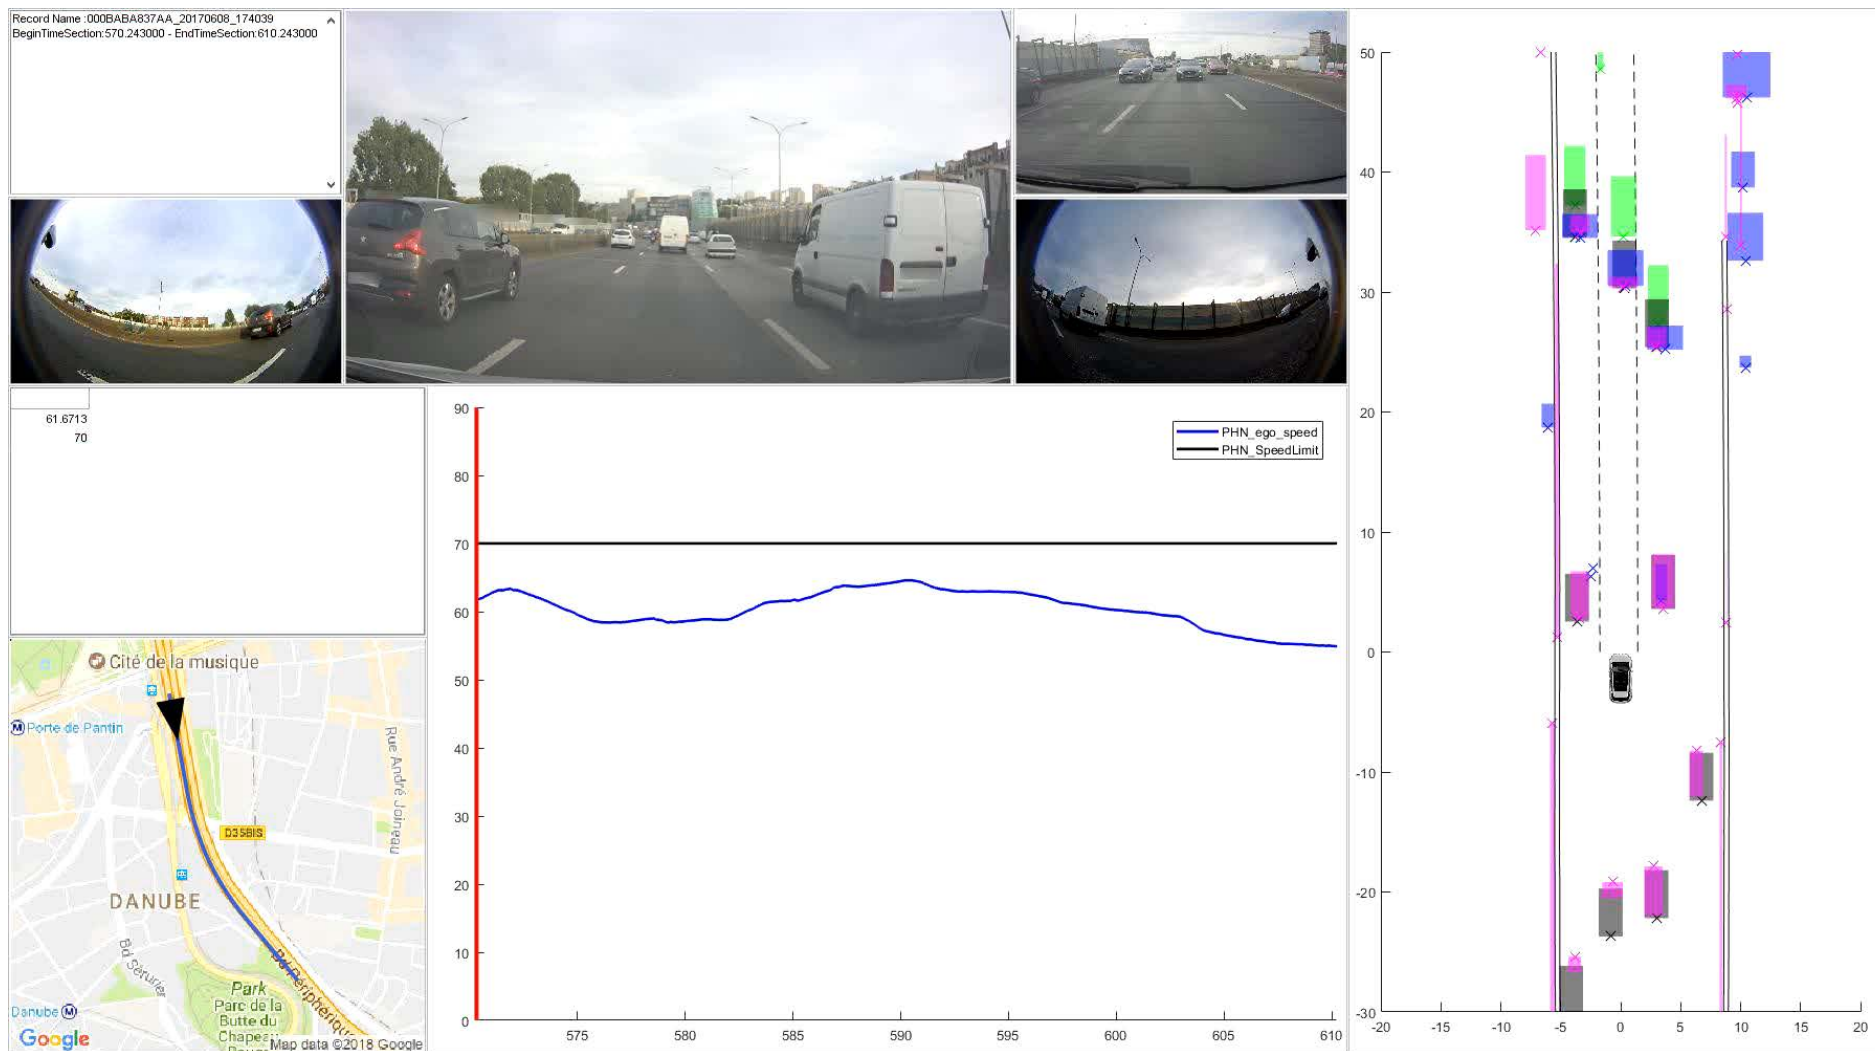 Record Name :000BABA837AA_20170608_174039
BeginTimeSection:570.243000 - EndTimeSection:610.243000
61.6713
70
90
80
70
60
50
40
30
20
10
0
575
580
585
590
595
600
605
610
PHN_ego_speed
PHN_SpeedLimit
50
40
30
20
10
0
-10
-20
-30
-20
-15
-10
-5
0
5
10
15
20
Cité de la musique
M Porte de Pantin
Rue André Joineau
D35BIS
DANUBE
Bd Sérurier
Bd Périphérique
Park
Parc de la
Butte du
Chapeau
Danube M
Google
Map data ©2018 Google